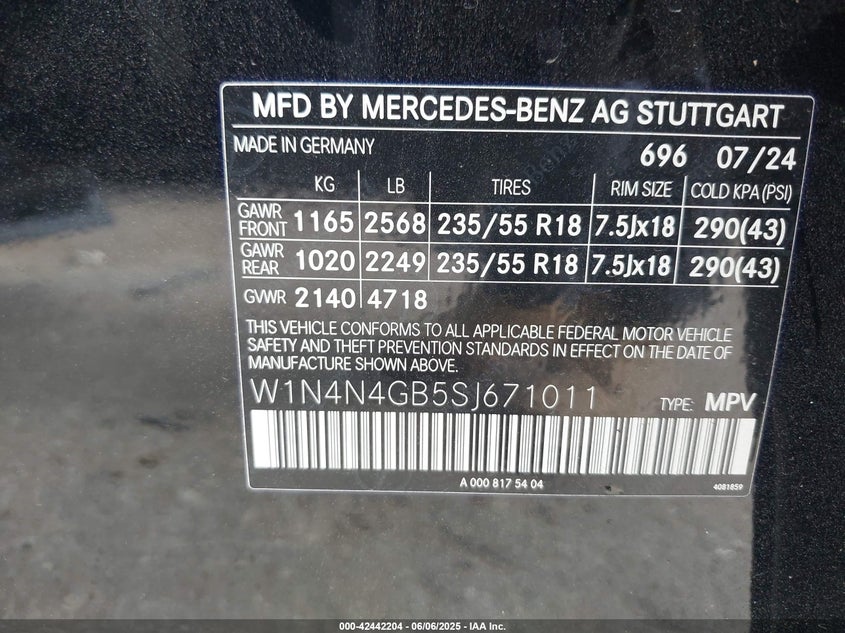 MFD BY MERCEDES-BENZ AG STUTTGART
MADE IN GERMANY 696 07/24
KG LB TIRES RIM SIZE COLD KPA (PSI)
GAWR FRONT 1165 2568 235/55 R18 7.5Jx18 290(43)
GAWR REAR 1020 2249 235/55 R18 7.5Jx18 290(43)
GVWR 2140 4718
THIS VEHICLE CONFORMS TO ALL APPLICABLE FEDERAL MOTOR VEHICLE
SAFETY AND THEFT PREVENTION STANDARDS IN EFFECT ON THE DATE OF
MANUFACTURE SHOWN ABOVE.
W1N4N4GB5SJ671011 TYPE: MPV
A 000 817 54 04 4081859
000-42442204 - 06/06/2025 - IAA Inc.